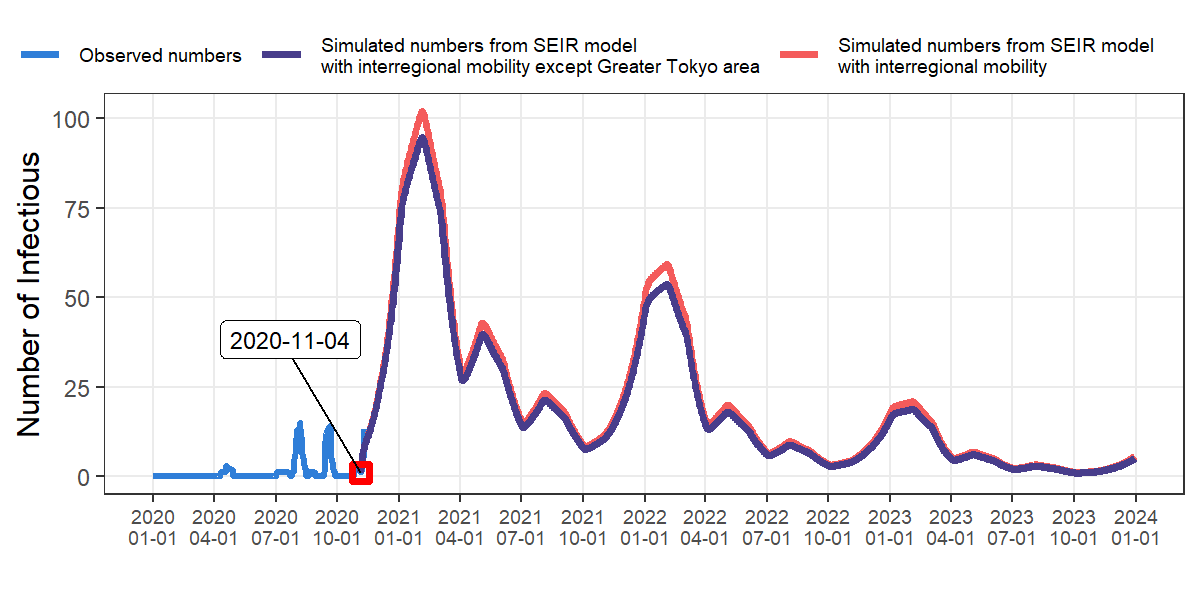 Observed numbers
Simulated numbers from SEIR model
with interregional mobility except Greater Tokyo area
Simulated numbers from SEIR model
with interregional mobility
Number of Infectious
100
75
50
25
0
2020-11-04
2020 2020 2020 2020 2021 2021 2021 2021 2022 2022 2022 2022 2023 2023 2023 2023 2024
01-01 04-01 07-01 10-01 01-01 04-01 07-01 10-01 01-01 04-01 07-01 10-01 01-01 04-01 07-01 10-01 01-01